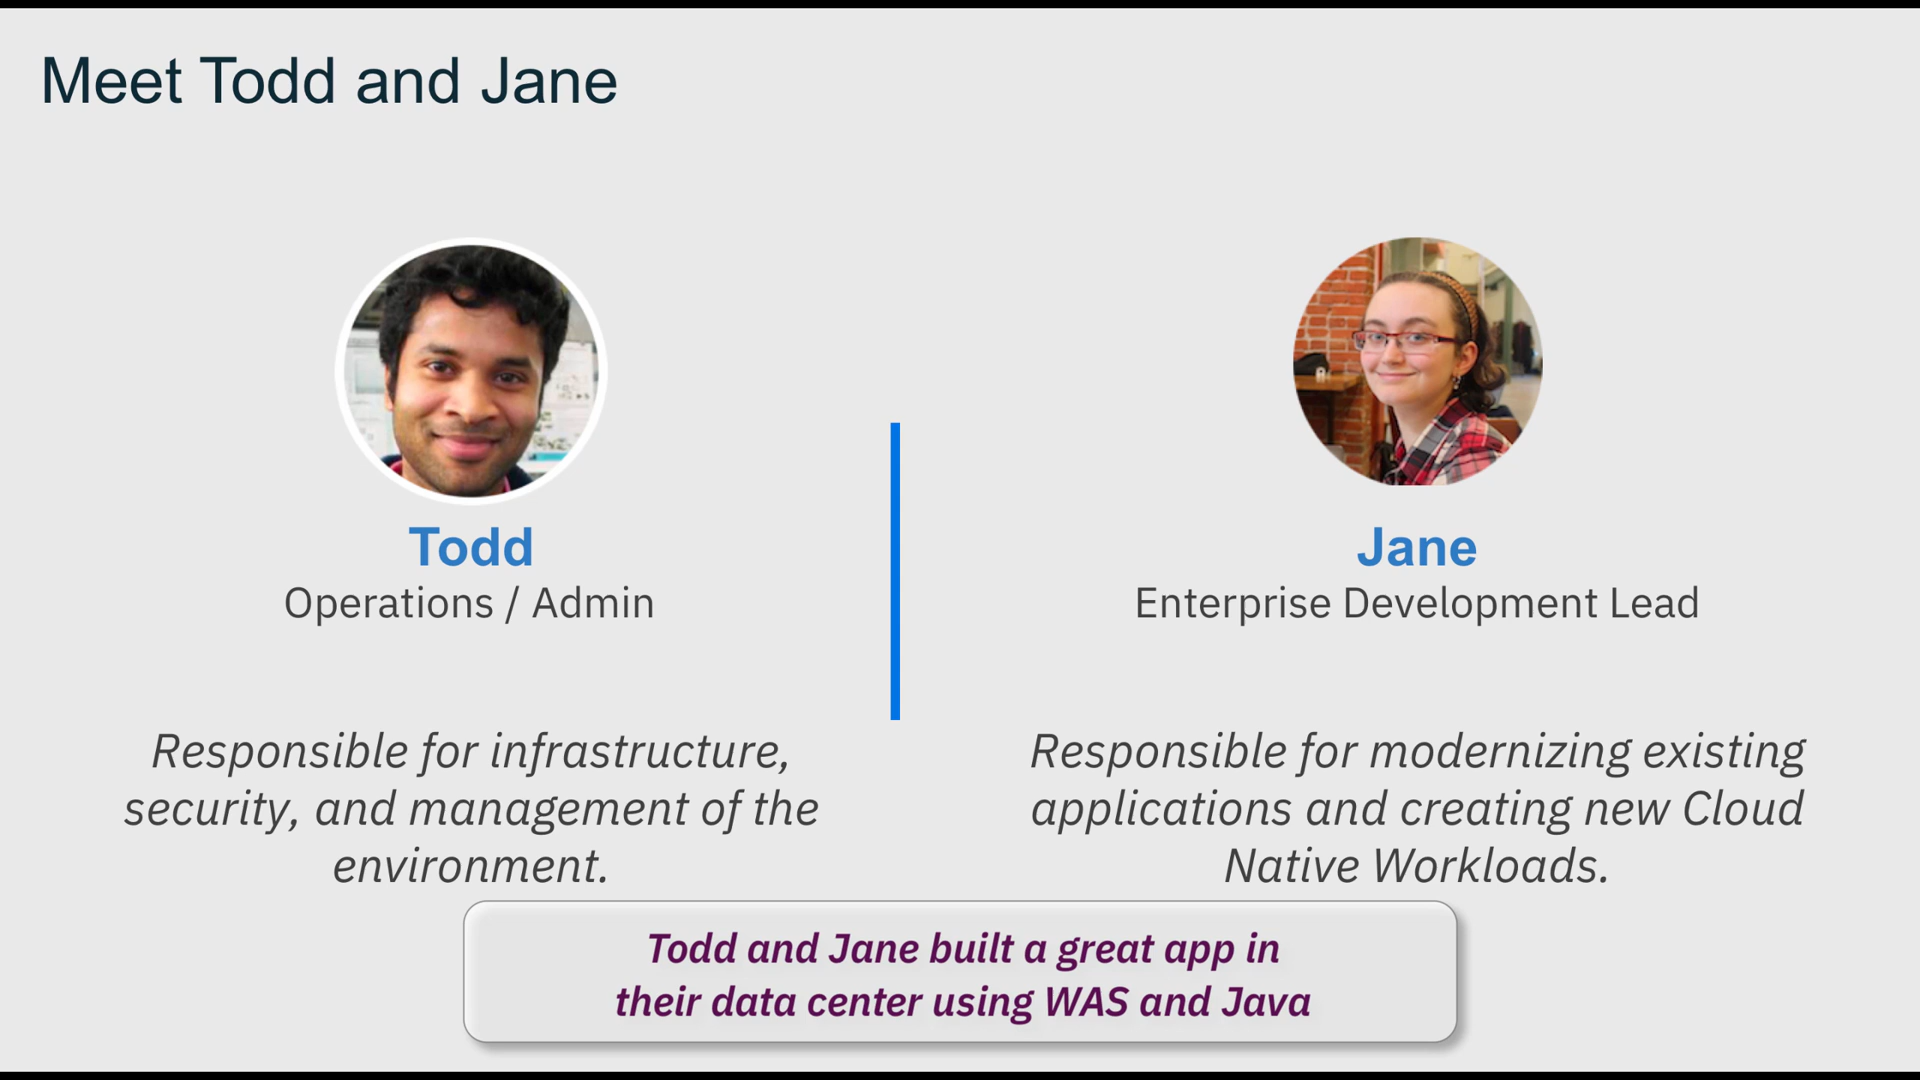 Meet Todd and Jane
Todd
Operations / Admin
Responsible for infrastructure,
security, and management of the
environment.
Jane
Enterprise Development Lead
Responsible for modernizing existing
applications and creating new Cloud
Native Workloads.
Todd and Jane built a great app in
their data center using WAS and Java